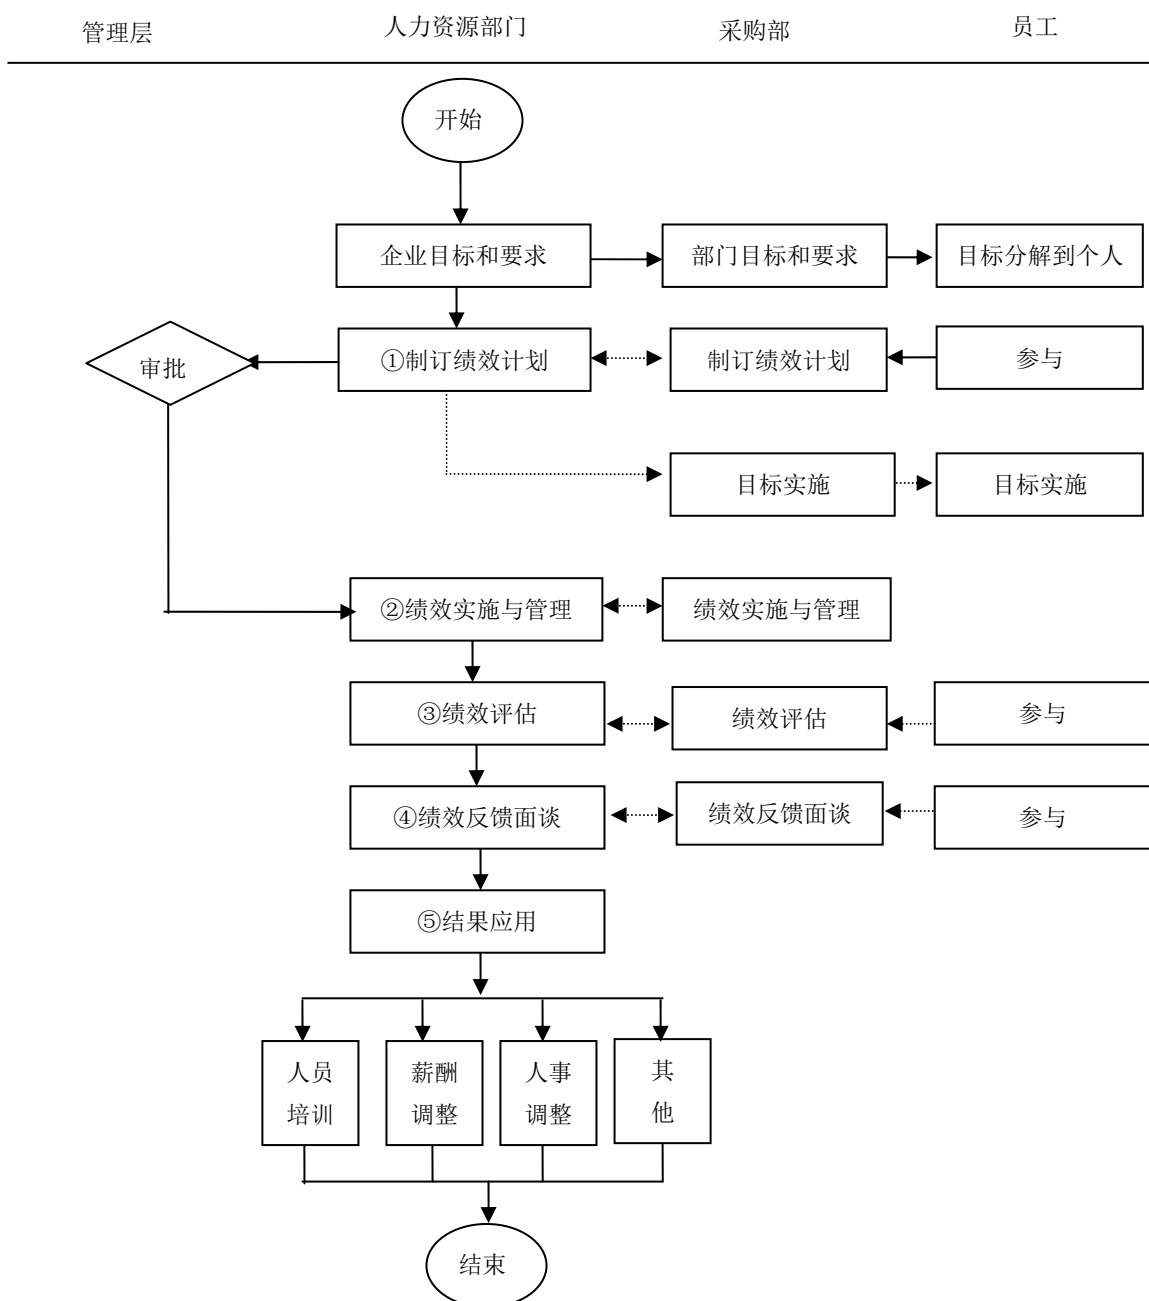 管理层 人力资源部门 采购部 员工
开始
企业目标和要求 部门目标和要求 目标分解到个人
审批 ①制订绩效计划 制订绩效计划 参与
目标实施 目标实施
②绩效实施与管理 绩效实施与管理
③绩效评估 绩效评估 参与
④绩效反馈面谈 绩效反馈面谈 参与
⑤结果应用
人员 薪酬 人事 其
培训 调整 调整 他
结束